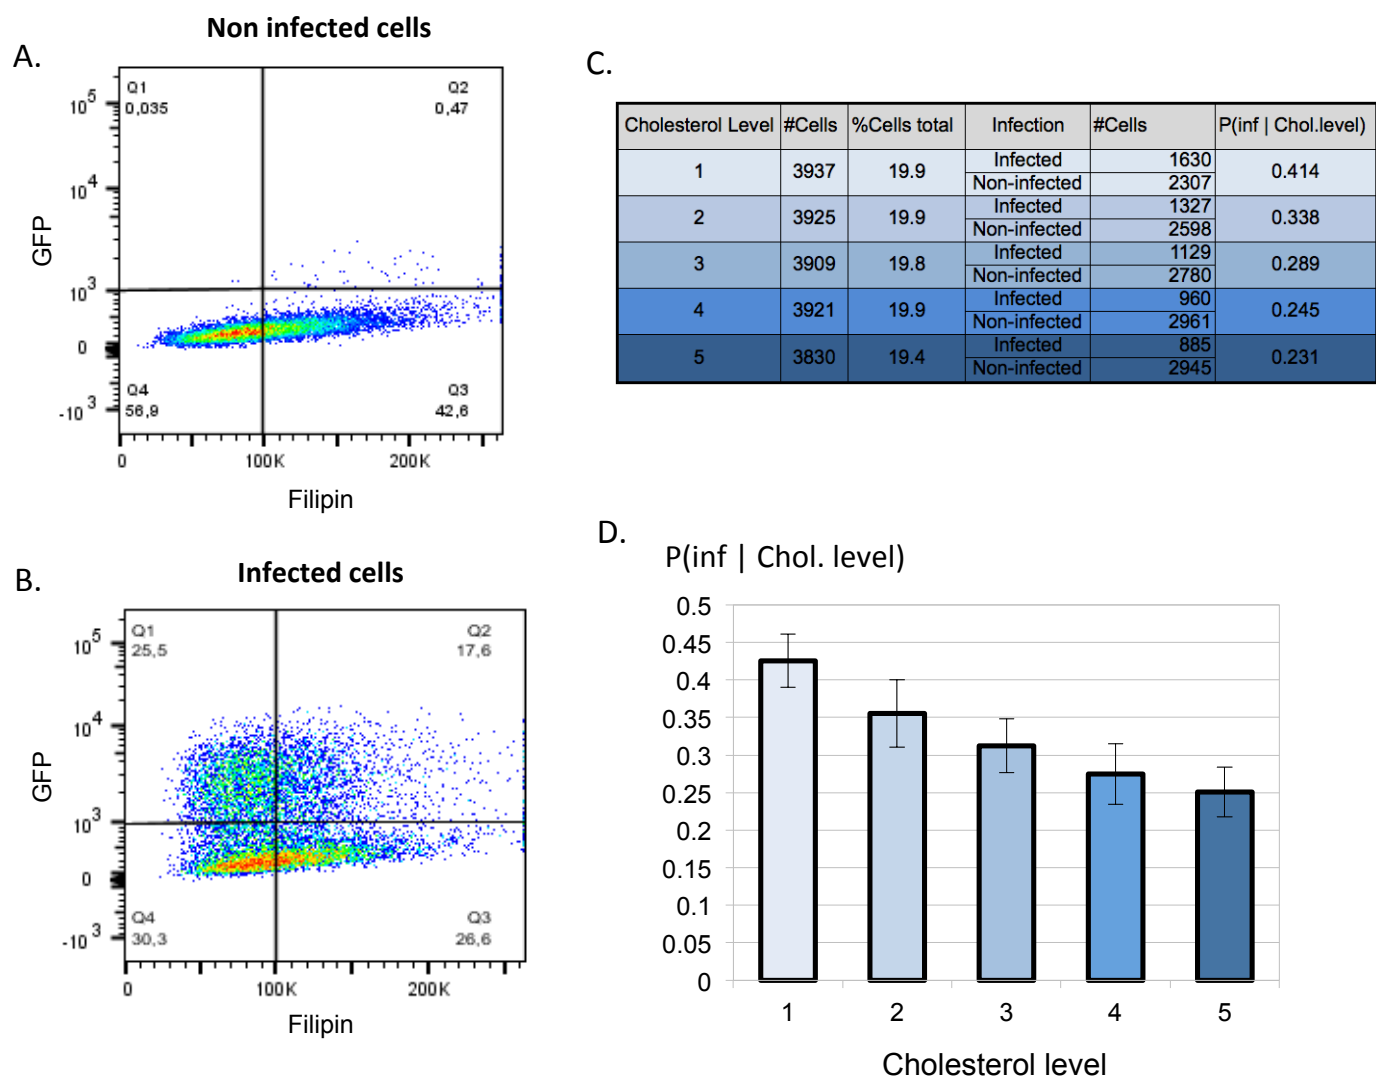 Non infected cells
A.
Q1
0,035
Q2
0,47
Q4
56,9
Q3
42,6
10^5
10^4
10^3
0
-10^3
GFP
0
100K
200K
Filipin
B.
Infected cells
Q1
25,5
Q2
17,6
Q4
30,3
Q3
26,6
10^5
10^4
10^3
0
-10^3
GFP
0
100K
200K
Filipin
C.
Cholesterol Level #Cells %Cells total Infection #Cells P(inf | Chol.level)
1 3937 19.9 Infected 1630 0.414
Non-infected 2307
2 3925 19.9 Infected 1327 0.338
Non-infected 2598
3 3909 19.8 Infected 1129 0.289
Non-infected 2780
4 3921 19.9 Infected 960 0.245
Non-infected 2961
5 3830 19.4 Infected 885 0.231
Non-infected 2945
D.
P(inf | Chol. level)
0.5
0.45
0.4
0.35
0.3
0.25
0.2
0.15
0.1
0.05
0
1 2 3 4 5
Cholesterol level